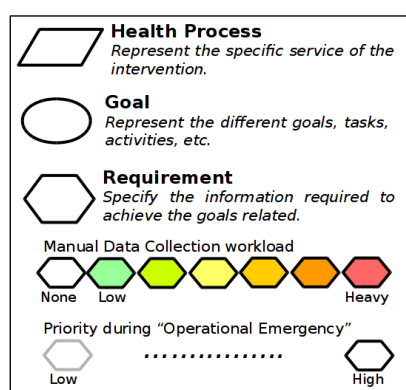 Health Process
Represent the specific service of the
intervention.
Goal
Represent the different goals, tasks,
activities, etc.
Requirement
Specify the information required to
achieve the goals related.
Manual Data Collection workload
None Low Heavy
Priority during “Operational Emergency”
Low High